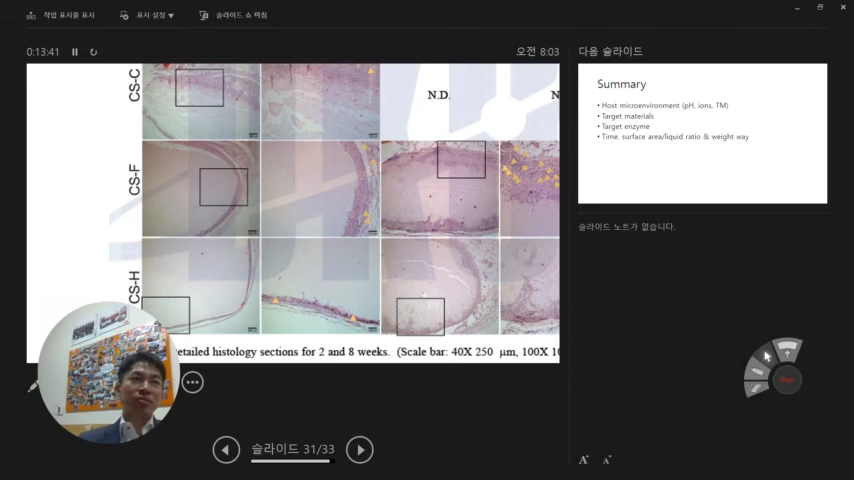 작업 표시줄 표시
표시 설정 ▼
슬라이드 쇼 마침
0:13:41
오전 8:03
다음 슬라이드
CS-C
CS-F
CS-H
N.D.
N
etailed histology sections for 2 and 8 weeks. (Scale bar: 40X 250 μm, 100X 10
Summary
• Host microenvironment (pH, ions, TM)
• Target materials
• Target enzyme
• Time, surface area/liquid ratio & weight way
슬라이드 노트가 없습니다.
슬라이드 31/33
A A